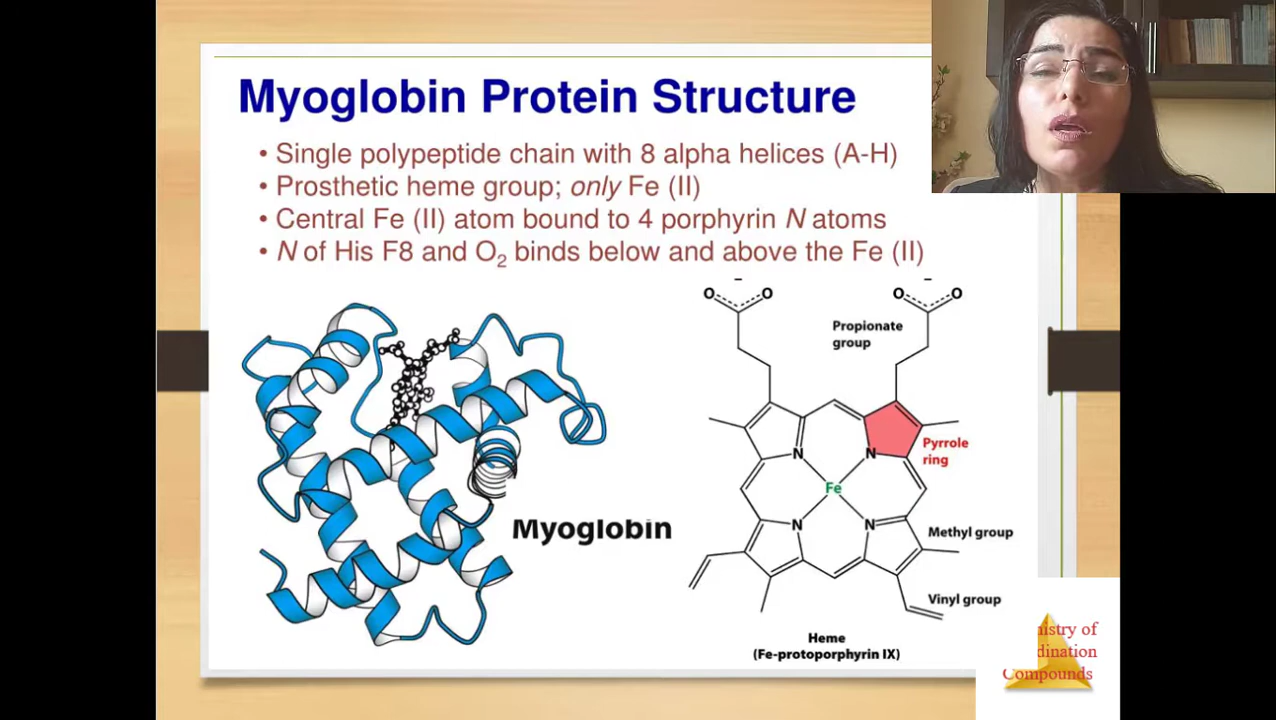 Myoglobin Protein Structure
• Single polypeptide chain with 8 alpha helices (A-H)
• Prosthetic heme group; only Fe (II)
• Central Fe (II) atom bound to 4 porphyrin N atoms
• N of His F8 and O₂ binds below and above the Fe (II)
O O
O O
Propionate
group
Pyrrole
ring
N N
Fe
N N
Methyl group
Vinyl group
Myoglobin
Heme
(Fe-protoporphyrin IX)
Compounds